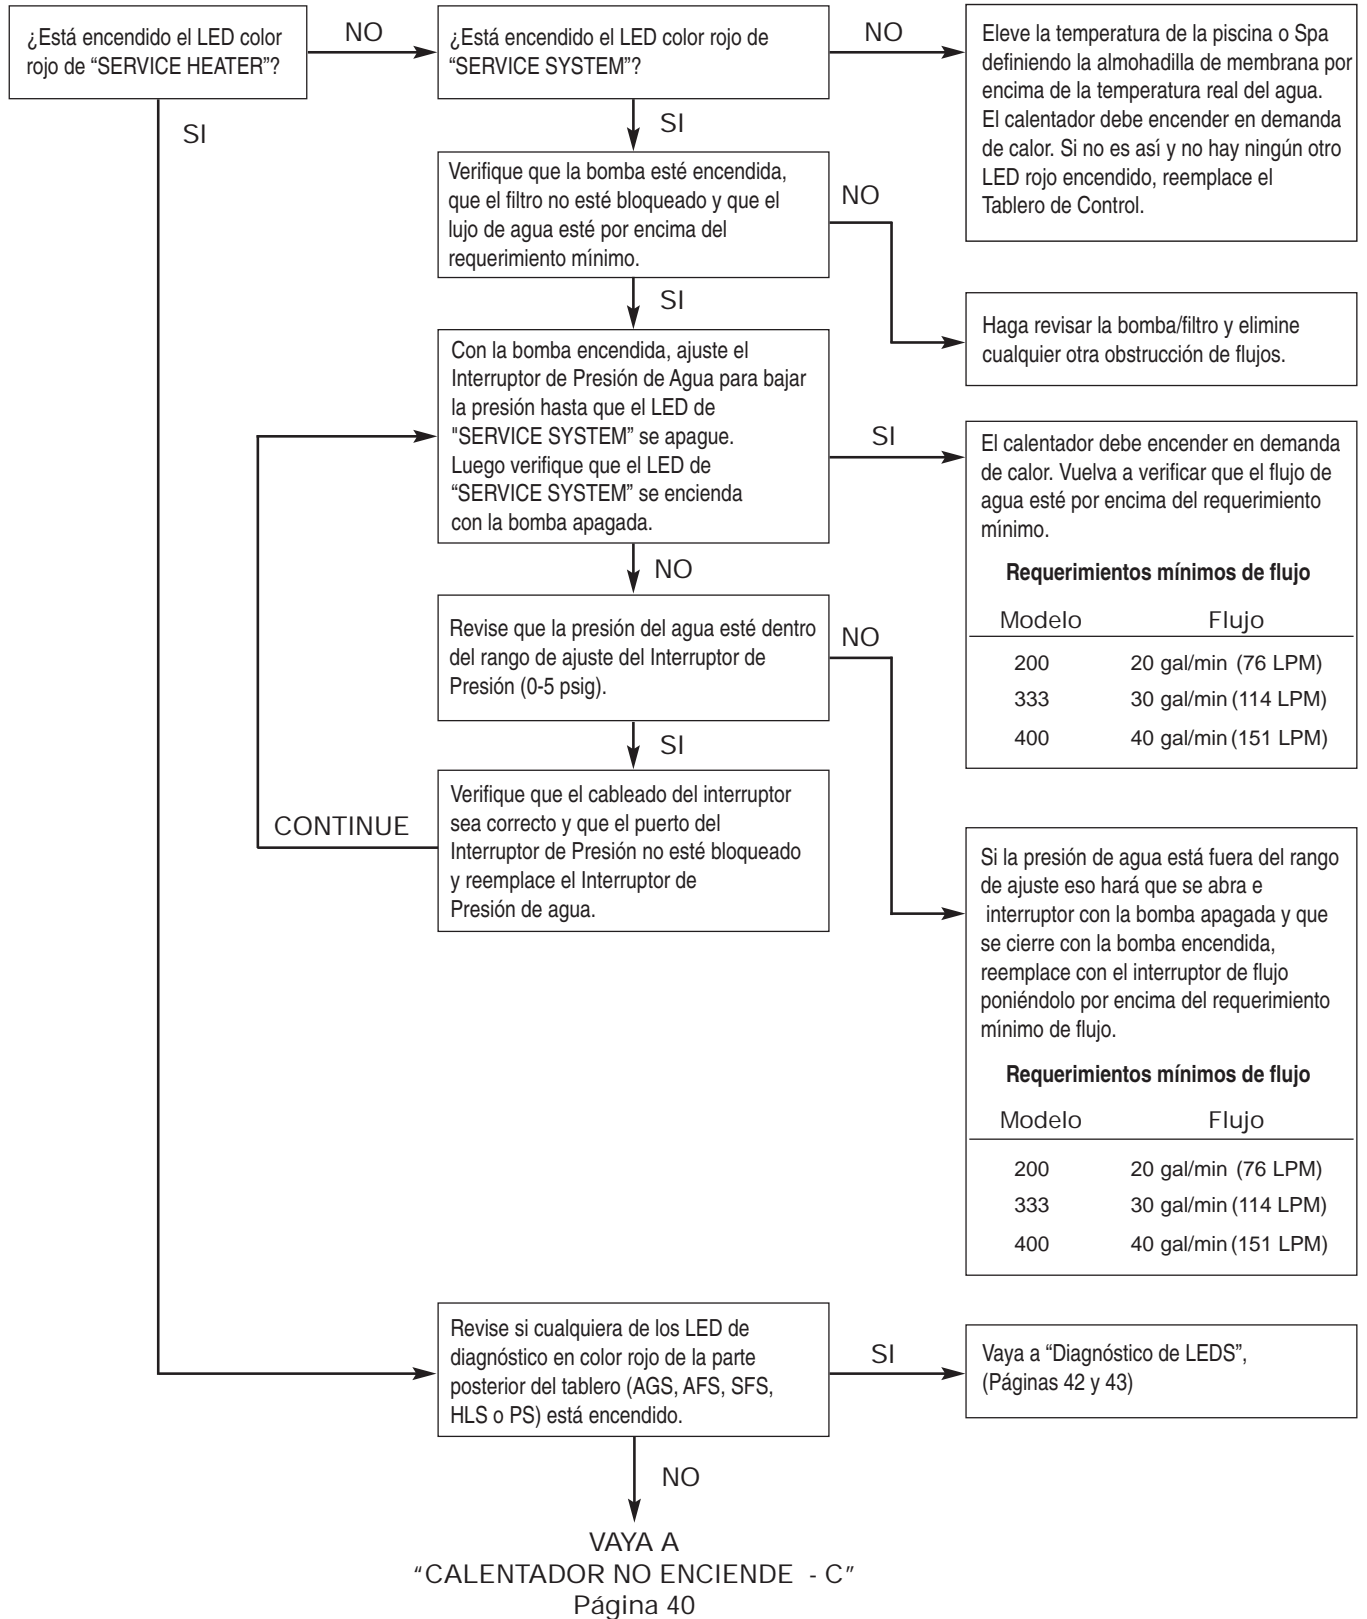 ¿Está encendido el LED color
rojo de “SERVICE HEATER”?
NO
¿Está encendido el LED color rojo de
“SERVICE SYSTEM”?
NO
Eleve la temperatura de la piscina o Spa
definiendo la almohadilla de membrana por
encima de la temperatura real del agua.
El calentador debe encender en demanda
de calor. Si no es así y no hay ningún otro
LED rojo encendido, reemplace el
Tablero de Control.
SI
SI
Verifique que la bomba esté encendida,
que el filtro no esté bloqueado y que el
lujo de agua esté por encima del
requerimiento mínimo.
NO
Haga revisar la bomba/filtro y elimine
cualquier otra obstrucción de flujos.
SI
Con la bomba encendida, ajuste el
Interruptor de Presión de Agua para bajar
la presión hasta que el LED de
"SERVICE SYSTEM” se apague.
Luego verifique que el LED de
“SERVICE SYSTEM” se encienda
con la bomba apagada.
SI
El calentador debe encender en demanda
de calor. Vuelva a verificar que el flujo de
agua esté por encima del requerimiento
mínimo.
Requerimientos mínimos de flujo
Modelo Flujo
200 20 gal/min (76 LPM)
333 30 gal/min (114 LPM)
400 40 gal/min (151 LPM)
NO
Revise que la presión del agua esté dentro
del rango de ajuste del Interruptor de
Presión (0-5 psig).
NO
SI
Verifique que el cableado del interruptor
sea correcto y que el puerto del
Interruptor de Presión no esté bloqueado
y reemplace el Interruptor de
Presión de agua.
CONTINUE
Si la presión de agua está fuera del rango
de ajuste eso hará que se abra e
interruptor con la bomba apagada y que
se cierre con la bomba encendida,
reemplace con el interruptor de flujo
poniéndolo por encima del requerimiento
mínimo de flujo.
Requerimientos mínimos de flujo
Modelo Flujo
200 20 gal/min (76 LPM)
333 30 gal/min (114 LPM)
400 40 gal/min (151 LPM)
Revise si cualquiera de los LED de
diagnóstico en color rojo de la parte
posterior del tablero (AGS, AFS, SFS,
HLS o PS) está encendido.
SI
Vaya a “Diagnóstico de LEDS”,
(Páginas 42 y 43)
NO
VAYA A
“CALENTADOR NO ENCIENDE - C”
Página 40